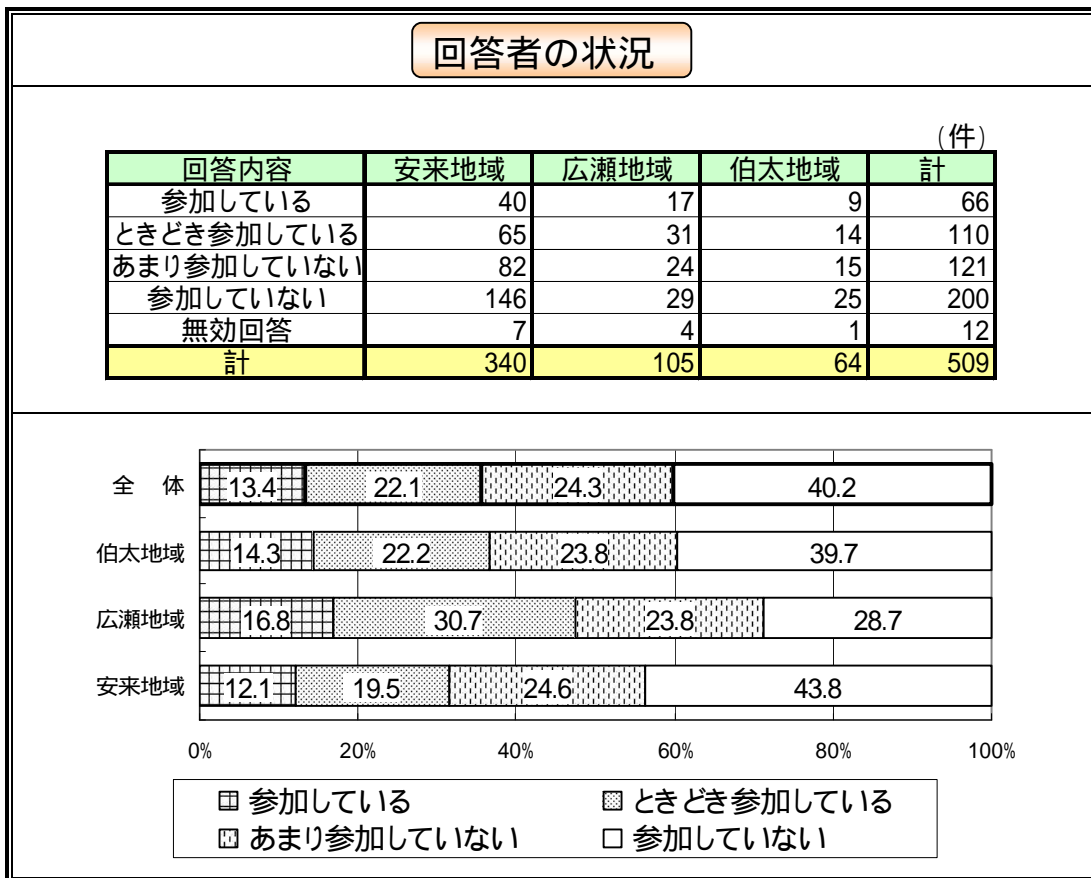 回答者の状況
(件)
回答内容 安来地域 広瀬地域 伯太地域 計
参加している 40 17 9 66
ときどき参加している 65 31 14 110
あまり参加していない 82 24 15 121
参加していない 146 29 25 200
無効回答 7 4 1 12
計 340 105 64 509
全 体 13.4 22.1 24.3 40.2
伯太地域 14.3 22.2 23.8 39.7
広瀬地域 16.8 30.7 23.8 28.7
安来地域 12.1 19.5 24.6 43.8
0% 20% 40% 60% 80% 100%
参加している ときどき参加している
あまり参加していない 参加していない